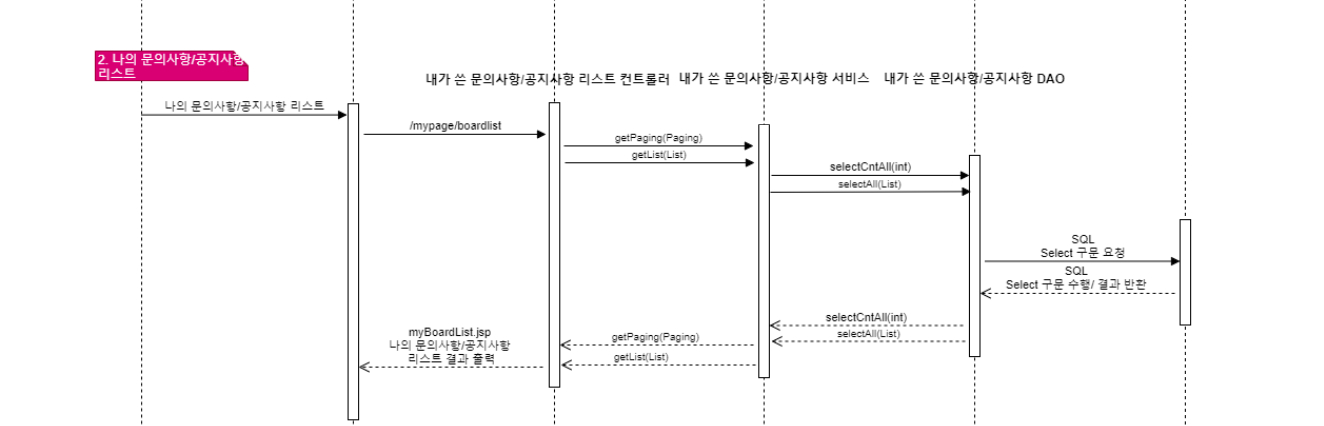 2. 나의 문의사항/공지사항
리스트
내가 쓴 문의사항/공지사항 리스트 컨트롤러
내가 쓴 문의사항/공지사항 서비스
내가 쓴 문의사항/공지사항 DAO
나의 문의사항/공지사항 리스트
/mypage/boardlist
getPaging(Paging)
getList(List)
selectCntAll(int)
selectAll(List)
SQL
Select 구문 요청
SQL
Select 구문 수행/ 결과 반환
selectCntAll(int)
selectAll(List)
getPaging(Paging)
getList(List)
myBoardList.jsp
나의 문의사항/공지사항
리스트 결과 출력